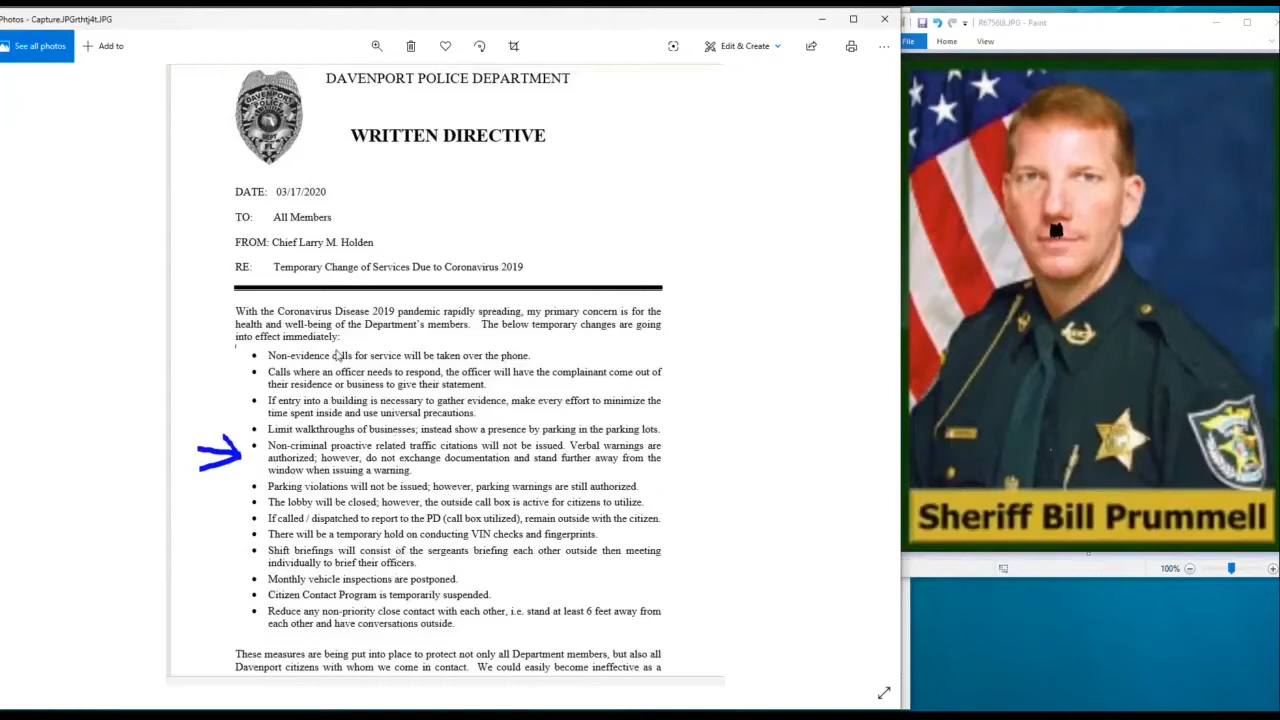 Photos - CaptureJPGrthtj4t.JPG
See all photos
Add to
Edit & Create
R6756l8.JPG - Paint
File
Home
View
DAVENPORT POLICE DEPARTMENT
DAVENPORT
POLICE
DEPT
FL
WRITTEN DIRECTIVE
DATE: 03/17/2020
TO: All Members
FROM: Chief Larry M. Holden
RE: Temporary Change of Services Due to Coronavirus 2019
With the Coronavirus Disease 2019 pandemic rapidly spreading, my primary concern is for the
health and well-being of the Department's members. The below temporary changes are going
into effect immediately:
• Non-evidence calls for service will be taken over the phone.
• Calls where an officer needs to respond, the officer will have the complainant come out of
their residence or business to give their statement.
• If entry into a building is necessary to gather evidence, make every effort to minimize the
time spent inside and use universal precautions.
• Limit walkthroughs of businesses; instead show a presence by parking in the parking lots.
• Non-criminal proactive related traffic citations will not be issued. Verbal warnings are
authorized; however, do not exchange documentation and stand further away from the
window when issuing a warning.
• Parking violations will not be issued; however, parking warnings are still authorized.
• The lobby will be closed; however, the outside call box is active for citizens to utilize.
• If called / dispatched to report to the PD (call box utilized), remain outside with the citizen.
• There will be a temporary hold on conducting VIN checks and fingerprints.
• Shift briefings will consist of the sergeants briefing each other outside then meeting
individually to brief their officers.
• Monthly vehicle inspections are postponed.
• Citizen Contact Program is temporarily suspended.
• Reduce any non-priority close contact with each other, i.e. stand at least 6 feet away from
each other and have conversations outside.
These measures are being put into place to protect not only all Department members, but also all
Davenport citizens with whom we come in contact. We could easily become ineffective as a
Sheriff Bill Prummell
100%